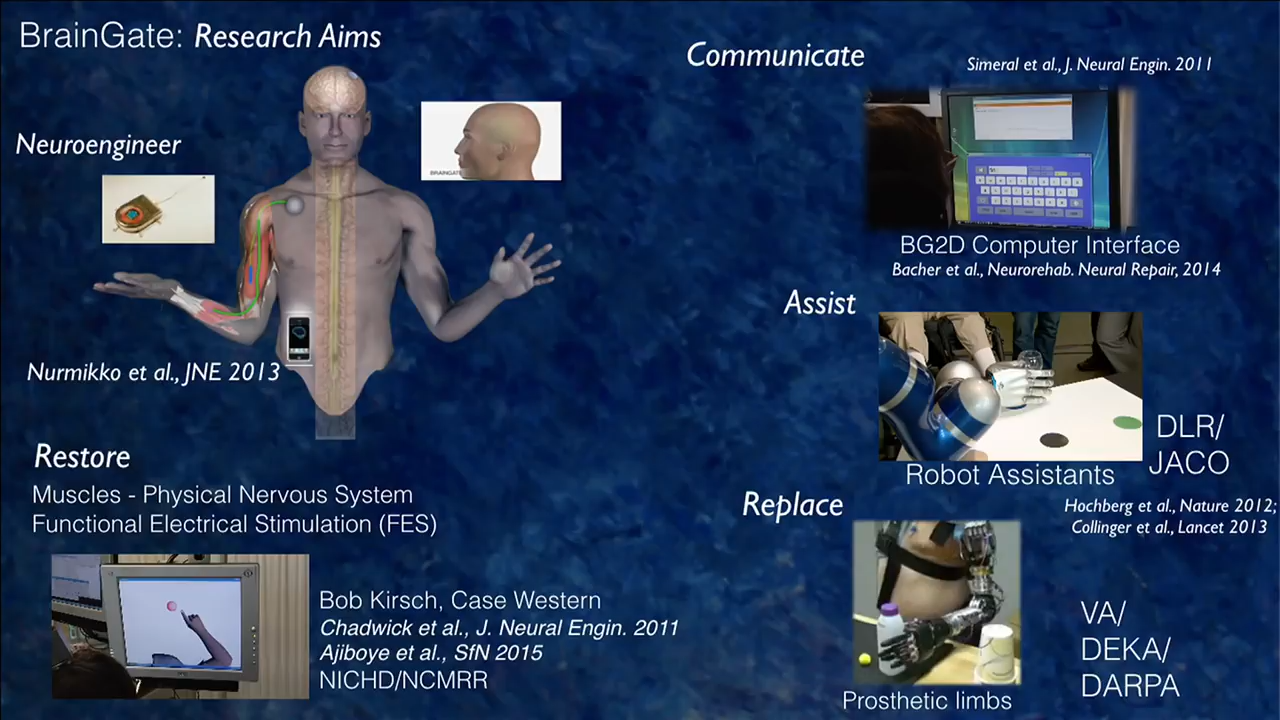 BrainGate: Research Aims
Neuroengineer
BRAINGATE
Nurmikko et al., JNE 2013
Restore
Muscles - Physical Nervous System
Functional Electrical Stimulation (FES)
Bob Kirsch, Case Western
Chadwick et al., J. Neural Engin. 2011
Ajiboye et al., SfN 2015
NICHD/NCMRR
Communicate
Simeral et al., J. Neural Engin. 2011
BG2D Computer Interface
Bacher et al., Neurorehab. Neural Repair, 2014
Assist
DLR/
JACO
Robot Assistants
Hochberg et al., Nature 2012;
Collinger et al., Lancet 2013
Replace
VA/
DEKA/
DARPA
Prosthetic limbs